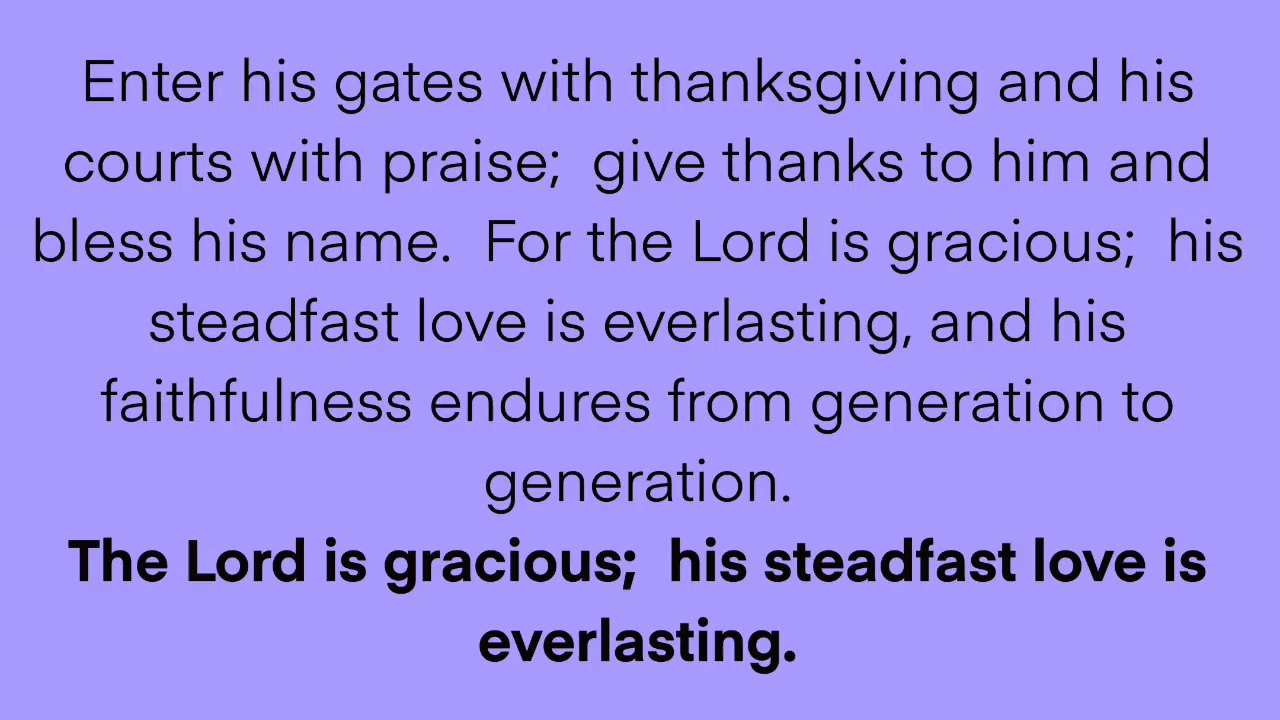 Enter his gates with thanksgiving and his
courts with praise;  give thanks to him and
bless his name.  For the Lord is gracious;  his
steadfast love is everlasting, and his
faithfulness endures from generation to
generation.
The Lord is gracious;  his steadfast love is
everlasting.